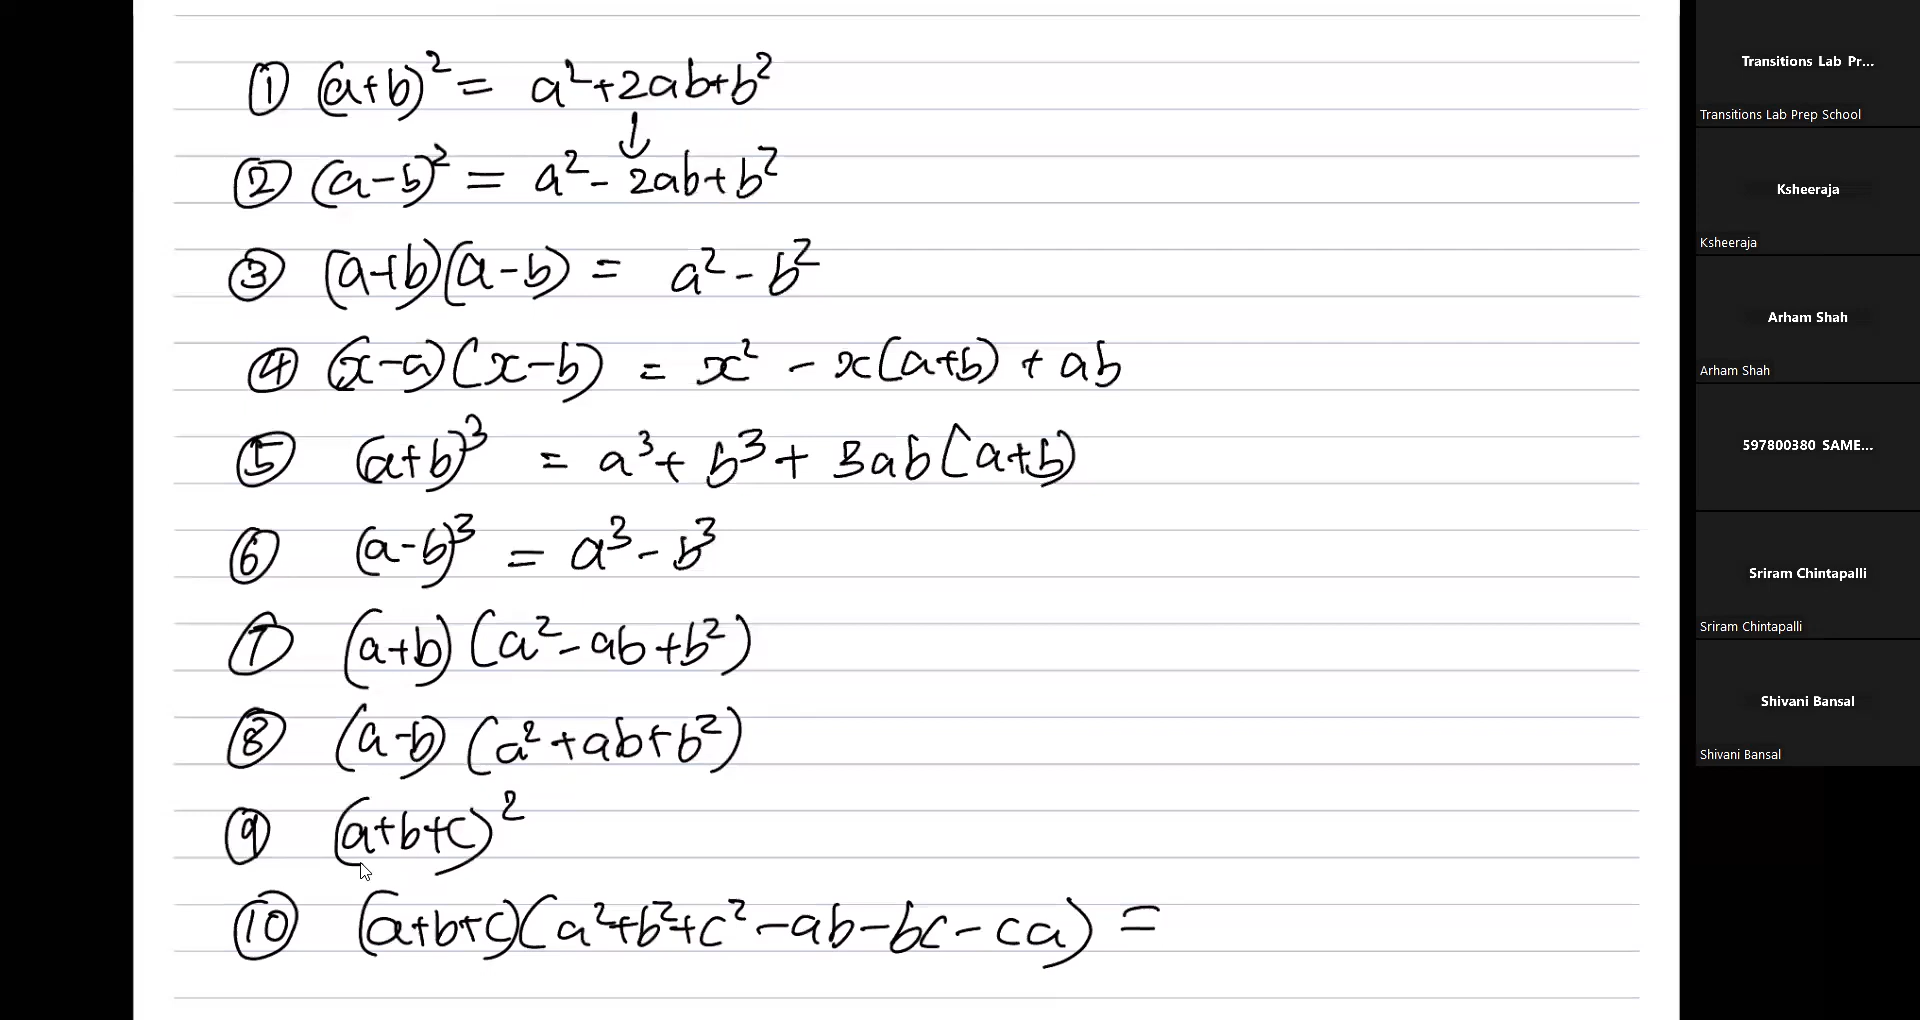 ① (a+b)² = a²+2ab+b²
↓
② (a-b)² = a²-2ab+b²
③ (a+b)(a-b) = a²-b²
④ (x-a)(x-b) = x² - x(a+b) + ab
⑤ (a+b)³ = a³+b³+3ab(a+b)
⑥ (a-b)³ = a³-b³
⑦ (a+b)(a²-ab+b²)
⑧ (a-b)(a²+ab+b²)
⑨ (a+b+c)²
⑩ (a+b+c)(a²+b²+c²-ab-bc-ca) =
Transitions Lab Pr...
Transitions Lab Prep School
Ksheeraja
Ksheeraja
Arham Shah
Arham Shah
597800380 SAME...
Sriram Chintapalli
Sriram Chintapalli
Shivani Bansal
Shivani Bansal